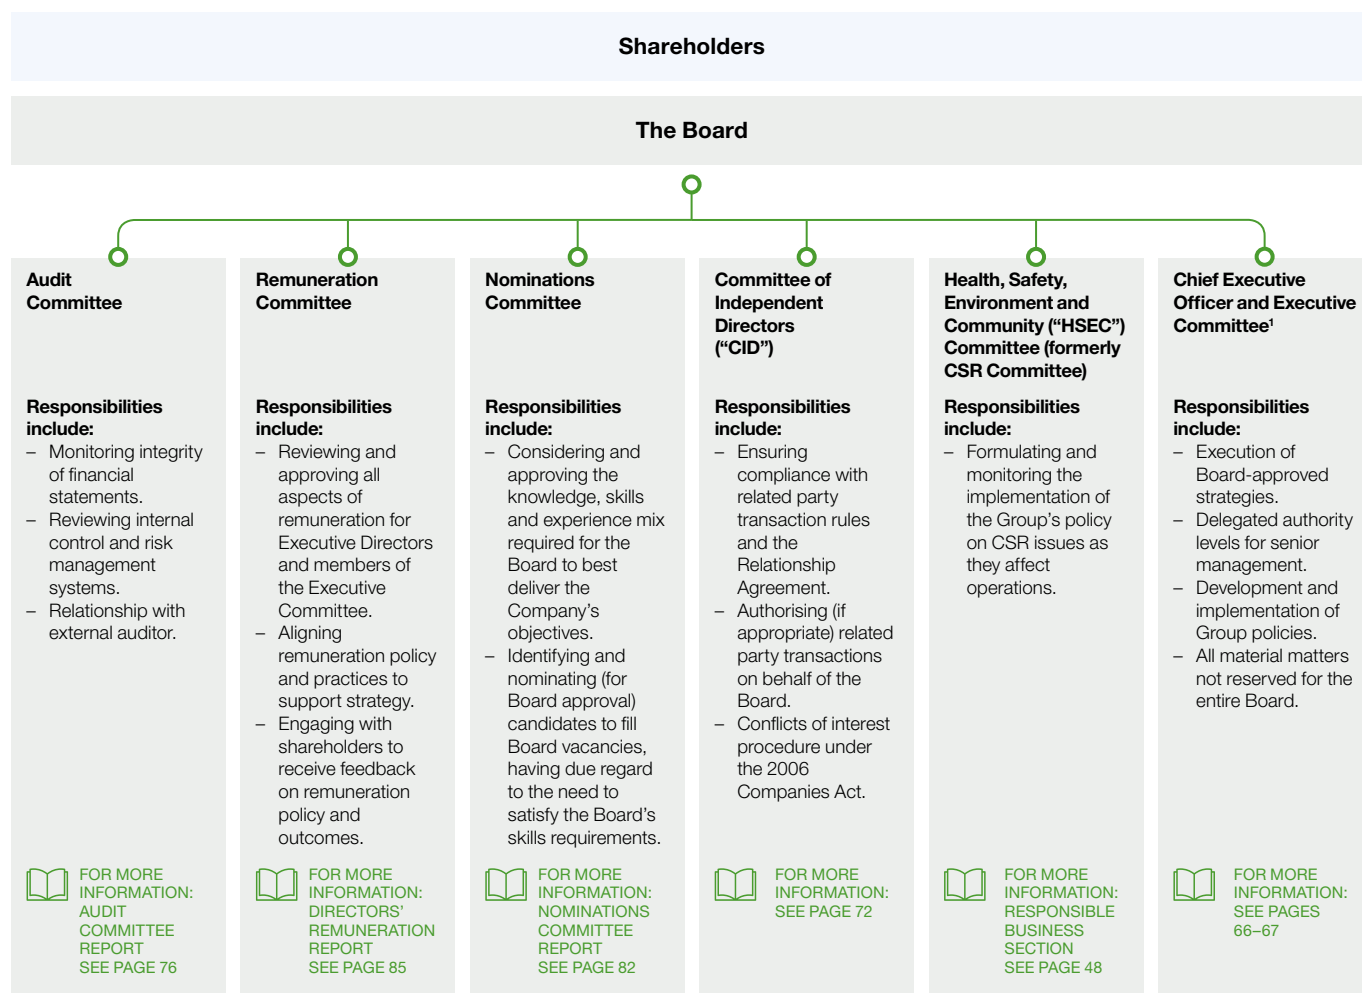 Shareholders
The Board
Audit
Committee
Responsibilities
include:
– Monitoring integrity
of financial
statements.
– Reviewing internal
control and risk
management
systems.
– Relationship with
external auditor.
FOR MORE
INFORMATION:
AUDIT
COMMITTEE
REPORT
SEE PAGE 76
Remuneration
Committee
Responsibilities
include:
– Reviewing and
approving all
aspects of
remuneration for
Executive Directors
and members of
the Executive
Committee.
– Aligning
remuneration policy
and practices to
support strategy.
– Engaging with
shareholders to
receive feedback
on remuneration
policy and
outcomes.
FOR MORE
INFORMATION:
DIRECTORS’
REMUNERATION
REPORT
SEE PAGE 85
Nominations
Committee
Responsibilities
include:
– Considering and
approving the
knowledge, skills
and experience mix
required for the
Board to best
deliver the
Company’s
objectives.
– Identifying and
nominating (for
Board approval)
candidates to fill
Board vacancies,
having due regard
to the need to
satisfy the Board’s
skills requirements.
FOR MORE
INFORMATION:
NOMINATIONS
COMMITTEE
REPORT
SEE PAGE 82
Committee of
Independent
Directors
(“CID”)
Responsibilities
include:
– Ensuring
compliance with
related party
transaction rules
and the
Relationship
Agreement.
– Authorising (if
appropriate) related
party transactions
on behalf of the
Board.
– Conflicts of interest
procedure under
the 2006
Companies Act.
FOR MORE
INFORMATION:
SEE PAGE 72
Health, Safety,
Environment and
Community (“HSEC”)
Committee (formerly
CSR Committee)
Responsibilities
include:
– Formulating and
monitoring the
implementation of
the Group’s policy
on CSR issues as
they affect
operations.
FOR MORE
INFORMATION:
RESPONSIBLE
BUSINESS
SECTION
SEE PAGE 48
Chief Executive
Officer and Executive
Committee¹
Responsibilities
include:
– Execution of
Board-approved
strategies.
– Delegated authority
levels for senior
management.
– Development and
implementation of
Group policies.
– All material matters
not reserved for the
entire Board.
FOR MORE
INFORMATION:
SEE PAGES
66–67